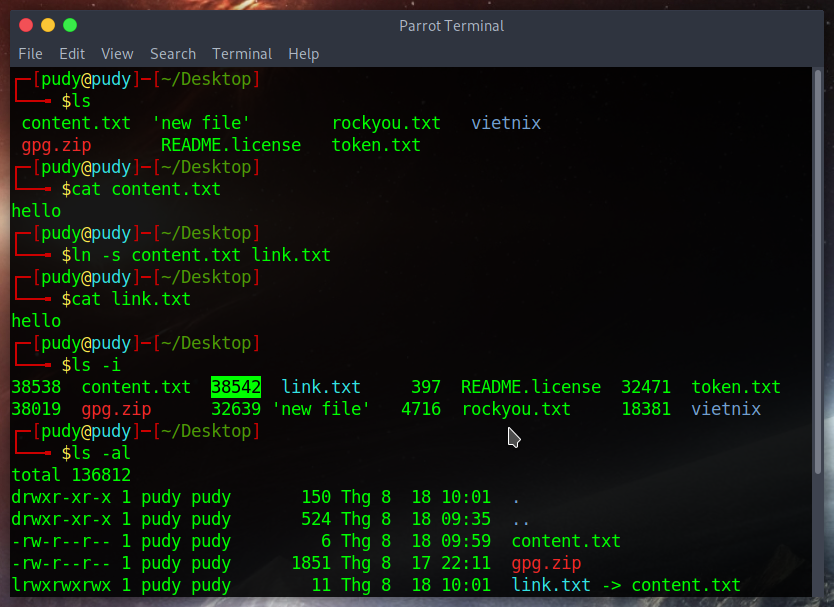 Parrot Terminal
File Edit View Search Terminal Help
┌─[pudy@pudy]─[~/Desktop]
└──╼ $ls
content.txt 'new file' rockyou.txt vietnix
gpg.zip README.license token.txt
┌─[pudy@pudy]─[~/Desktop]
└──╼ $cat content.txt
hello
┌─[pudy@pudy]─[~/Desktop]
└──╼ $ln -s content.txt link.txt
┌─[pudy@pudy]─[~/Desktop]
└──╼ $cat link.txt
hello
┌─[pudy@pudy]─[~/Desktop]
└──╼ $ls -i
38538 content.txt 38542 link.txt 397 README.license 32471 token.txt
38019 gpg.zip 32639 'new file' 4716 rockyou.txt 18381 vietnix
┌─[pudy@pudy]─[~/Desktop]
└──╼ $ls -al
total 136812
drwxr-xr-x 1 pudy pudy 150 Thg 8 18 10:01 .
drwxr-xr-x 1 pudy pudy 524 Thg 8 18 09:35 ..
-rw-r--r-- 1 pudy pudy 6 Thg 8 18 09:59 content.txt
-rw-r--r-- 1 pudy pudy 1851 Thg 8 17 22:11 gpg.zip
lrwxrwxrwx 1 pudy pudy 11 Thg 8 18 10:01 link.txt -> content.txt